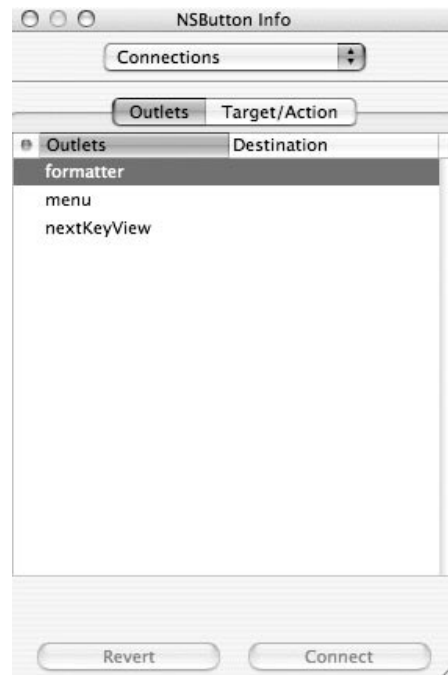 NSButton Info
Connections
Outlets Target/Action
Outlets Destination
formatter
menu
nextKeyView
Revert Connect